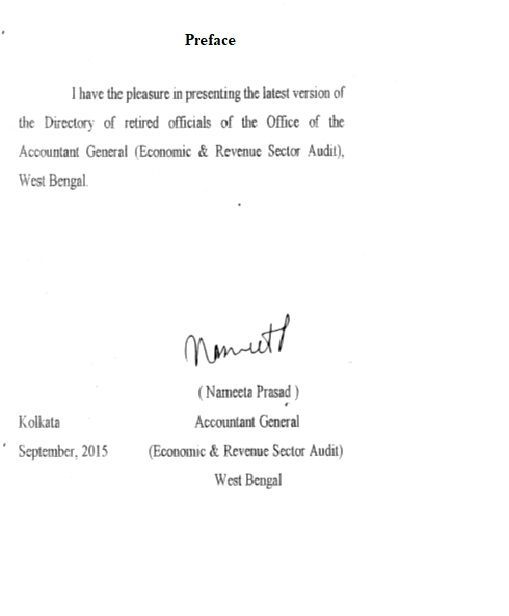 Preface
I have the pleasure in presenting the latest version of
the Directory of retired officials of the Office of the
Accountant General (Economic & Revenue Sector Audit),
West Bengal.
Nameet
( Nameeta Prasad )
Kolkata Accountant General
September, 2015 (Economic & Revenue Sector Audit)
West Bengal